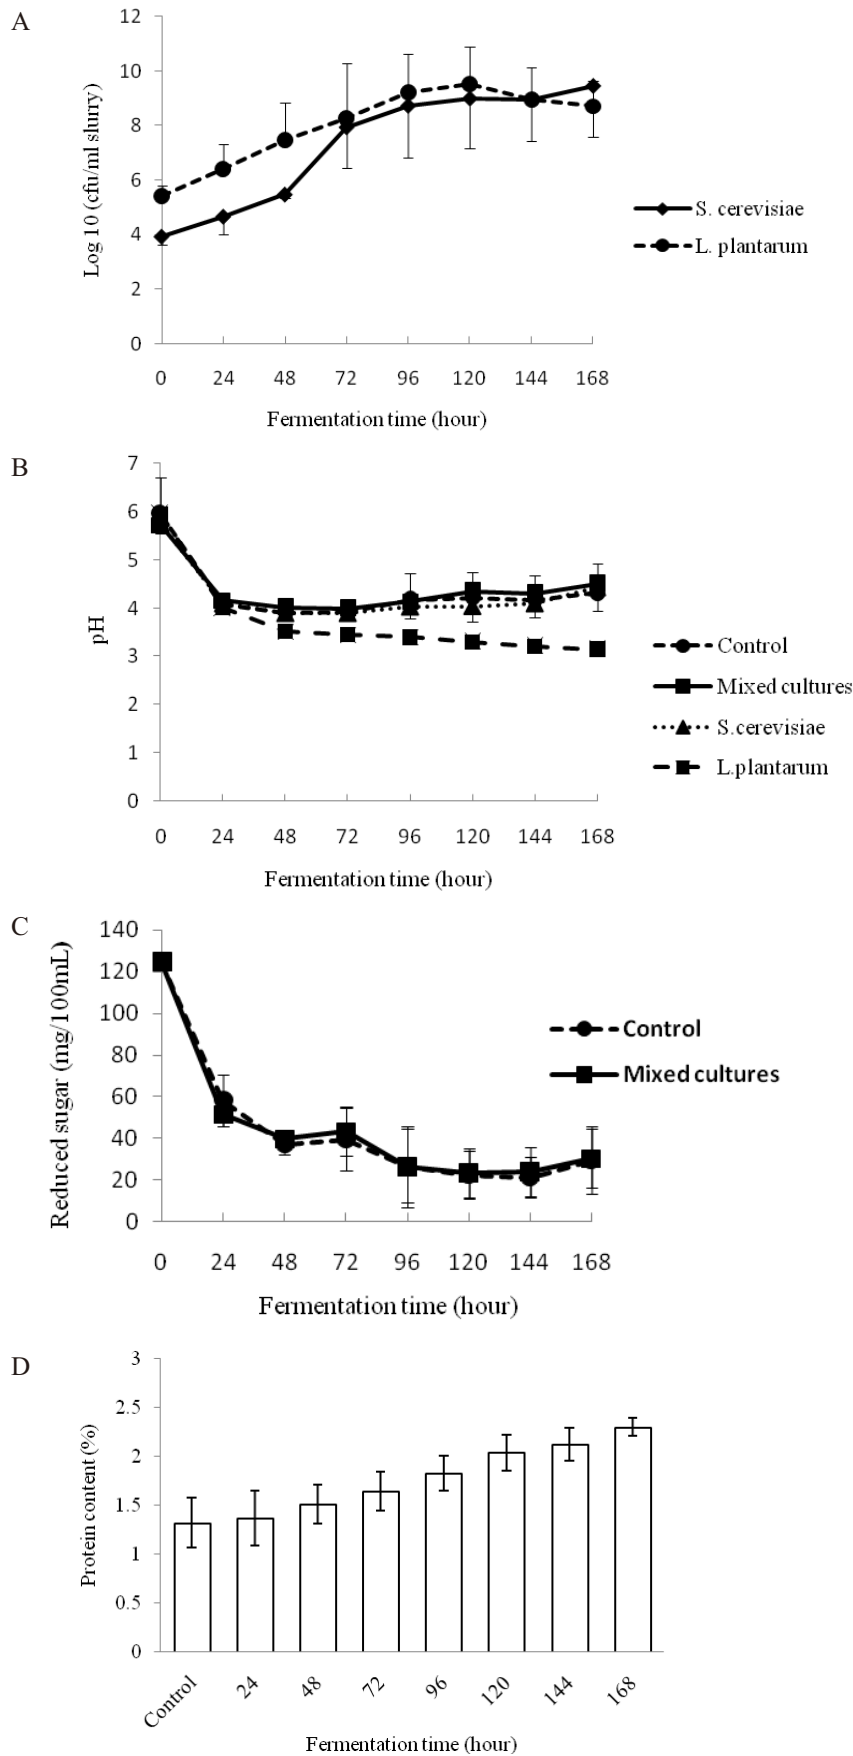 A
12
10
8
6
4
2
0
Log 10 (cfu/ml slurry)
0 24 48 72 96 120 144 168
Fermentation time (hour)
S. cerevisiae
L. plantarum
B
7
6
5
4
3
2
1
0
pH
0 24 48 72 96 120 144 168
Fermentation time (hour)
Control
Mixed cultures
S.cerevisiae
L.plantarum
C
140
120
100
80
60
40
20
0
Reduced sugar (mg/100mL)
0 24 48 72 96 120 144 168
Fermentation time (hour)
Control
Mixed cultures
D
3
2.5
2
1.5
1
0.5
0
Protein content (%)
Control 24 48 72 96 120 144 168
Fermentation time (hour)